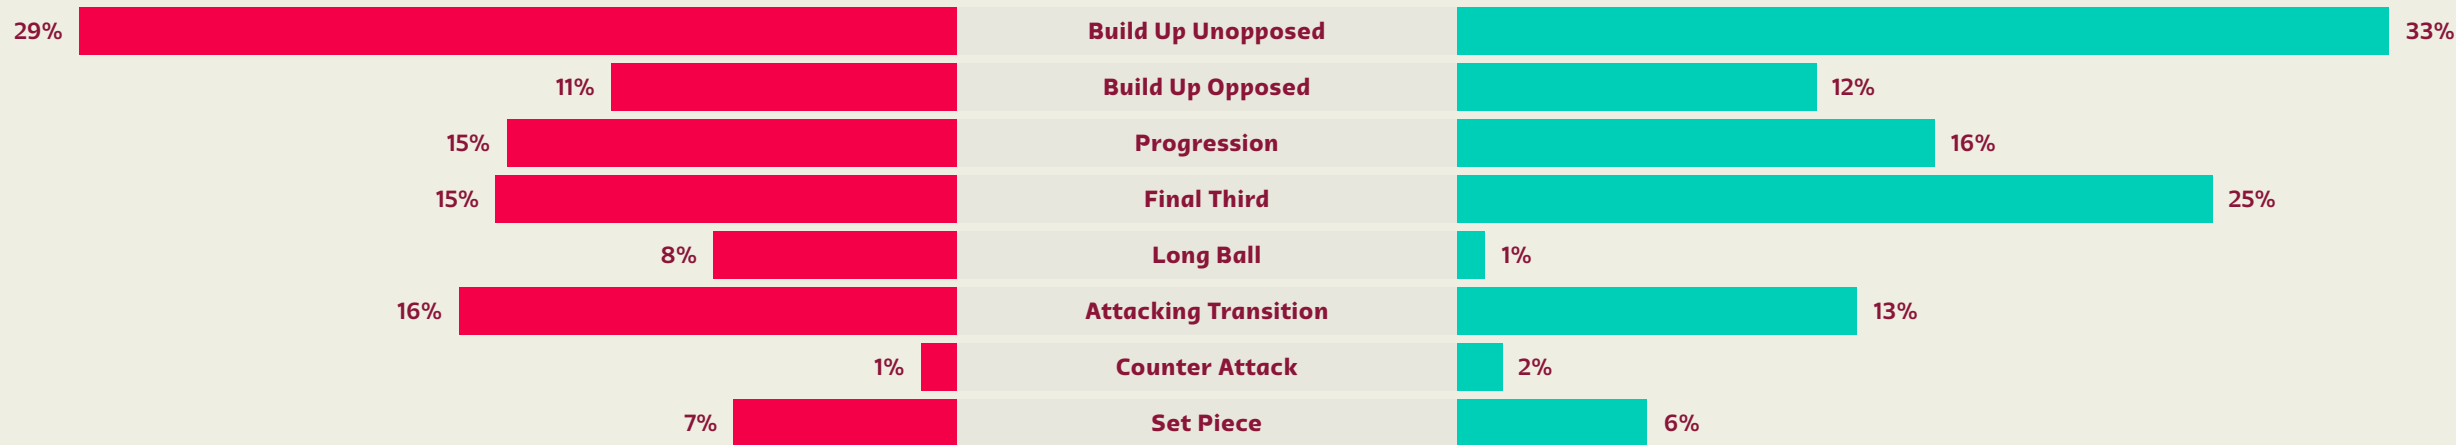 29% Build Up Unopposed 33%
11% Build Up Opposed 12%
15% Progression 16%
15% Final Third 25%
8% Long Ball 1%
16% Attacking Transition 13%
1% Counter Attack 2%
7% Set Piece 6%